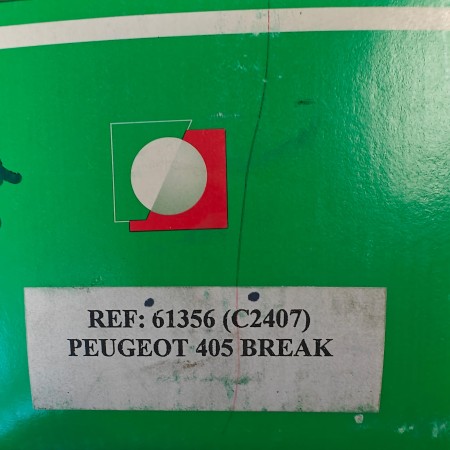 REF: 61356 (C2407)
PEUGEOT 405 BREAK